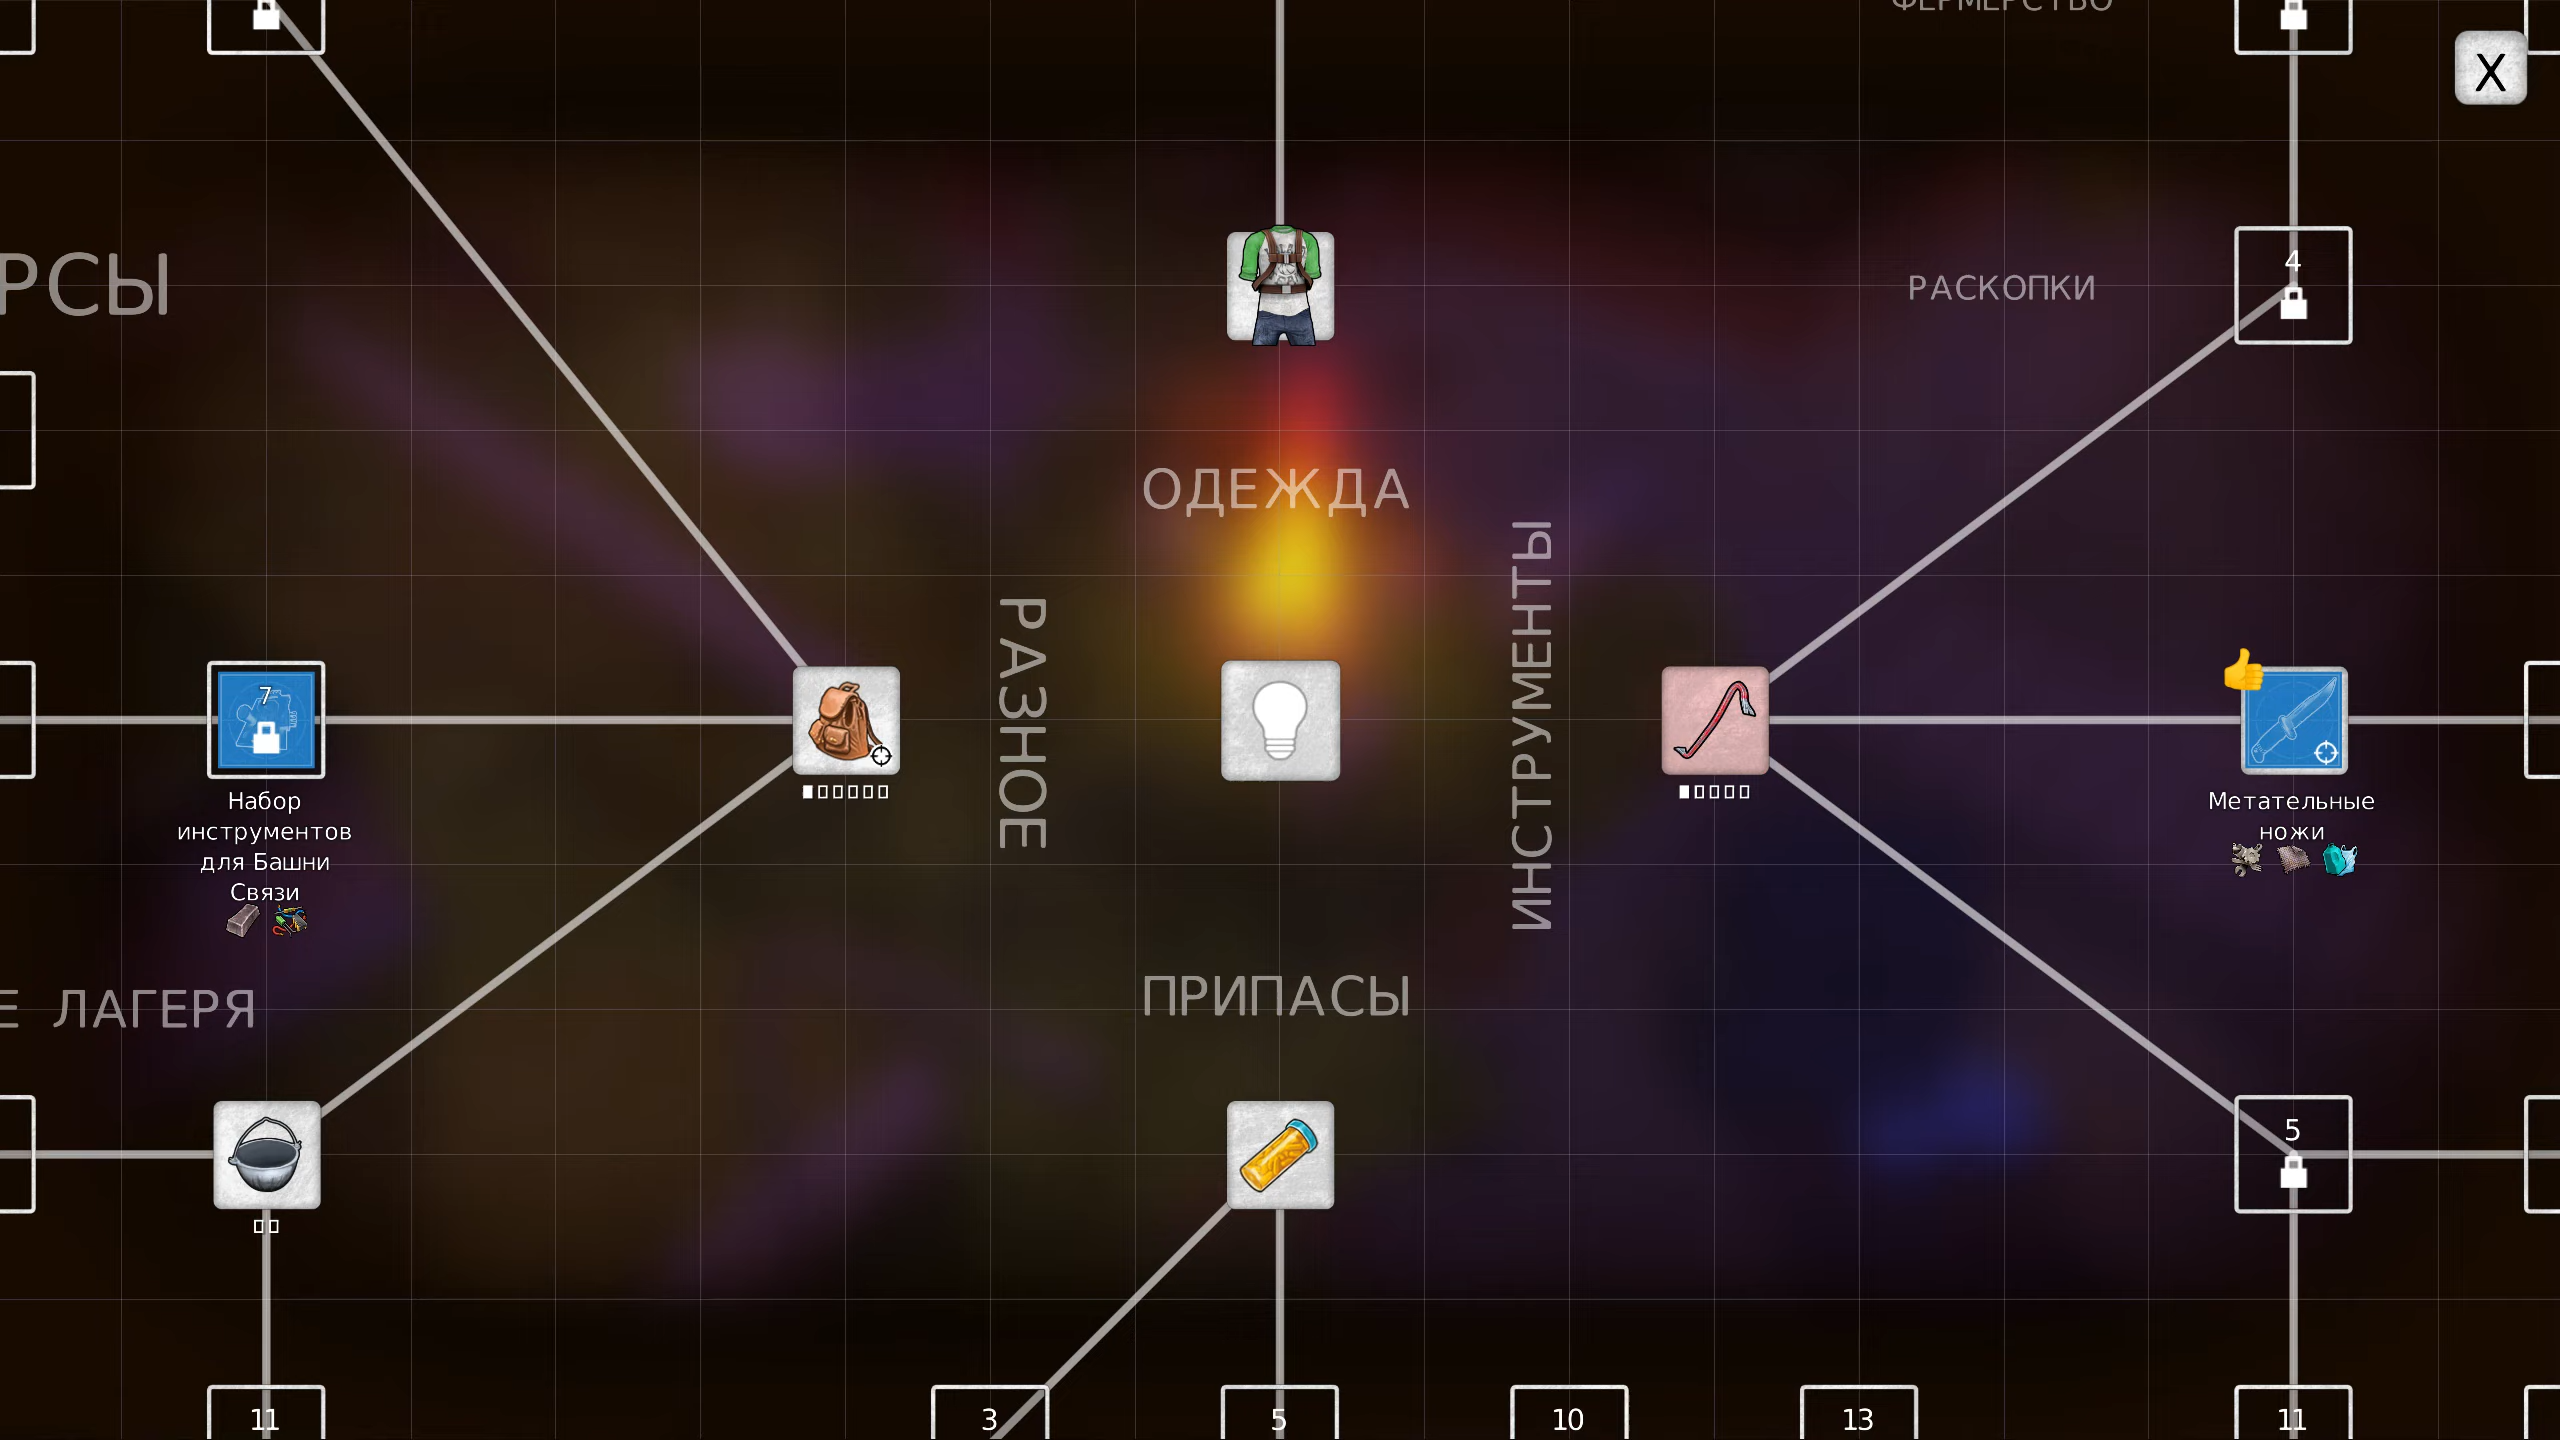 ФЕРМЕРСТВО
X
РСЫ
4
РАСКОПКИ
ОДЕЖДА
РАЗНОЕ
ИНСТРУМЕНТЫ
7
Набор
инструментов
для Башни
Связи
Метательные
ножи
Е ЛАГЕРЯ
ПРИПАСЫ
5
11
3
5
10
13
11